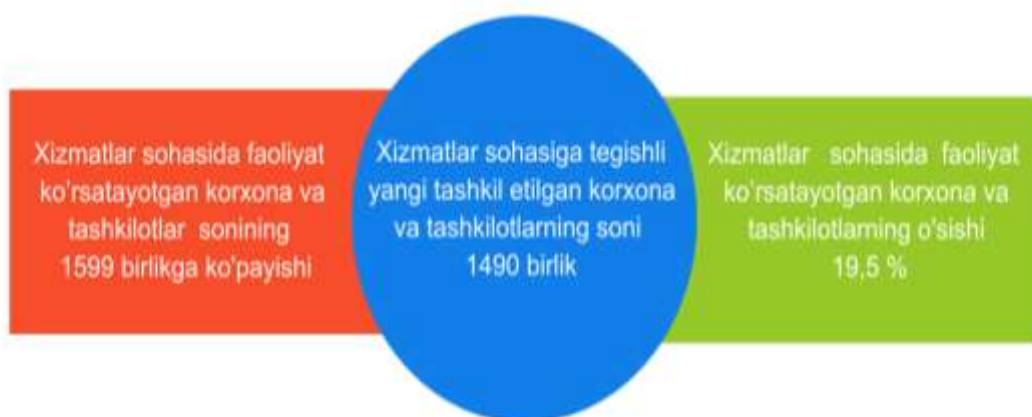 Xizmatlar sohasida faoliyat
ko'rsatayotgan korxona va
tashkilotlar sonining
1599 birlikga ko'payishi
Xizmatlar sohasiga tegishli
yangi tashkil etilgan korxona
va tashkilotlarning soni
1490 birlik
Xizmatlar sohasida faoliyat
ko'rsatayotgan korxona va
tashkilotlarning o'sishi
19,5 %